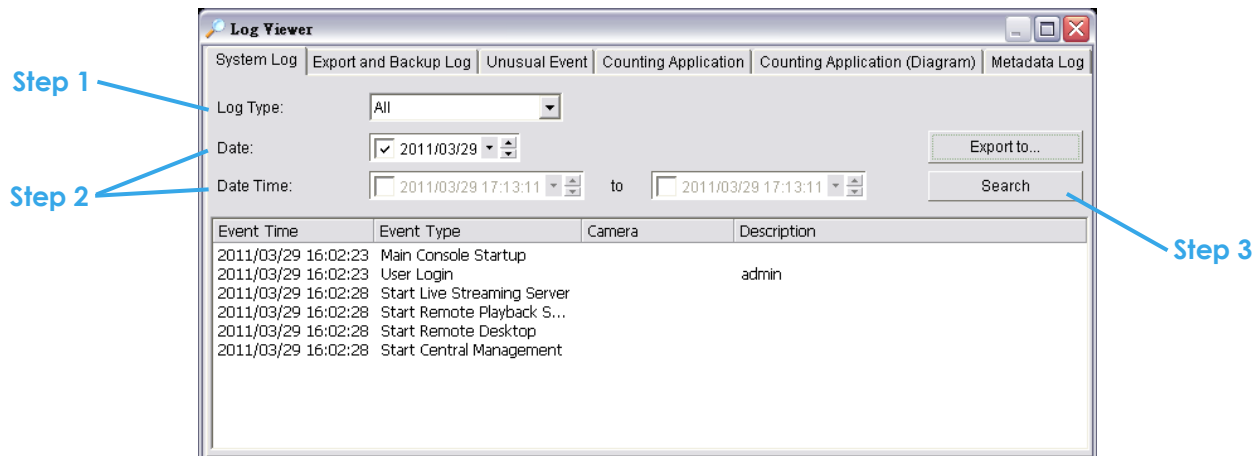 Log Viewer
System Log Export and Backup Log Unusual Event Counting Application Counting Application (Diagram) Metadata Log
Step 1
Log Type: All
Date: 2011/03/29 Export to...
Step 2
Date Time: 2011/03/29 17:13:11 to 2011/03/29 17:13:11 Search
Step 3
Event Time Event Type Camera Description
2011/03/29 16:02:23 Main Console Startup
2011/03/29 16:02:23 User Login admin
2011/03/29 16:02:28 Start Live Streaming Server
2011/03/29 16:02:28 Start Remote Playback S...
2011/03/29 16:02:28 Start Remote Desktop
2011/03/29 16:02:28 Start Central Management